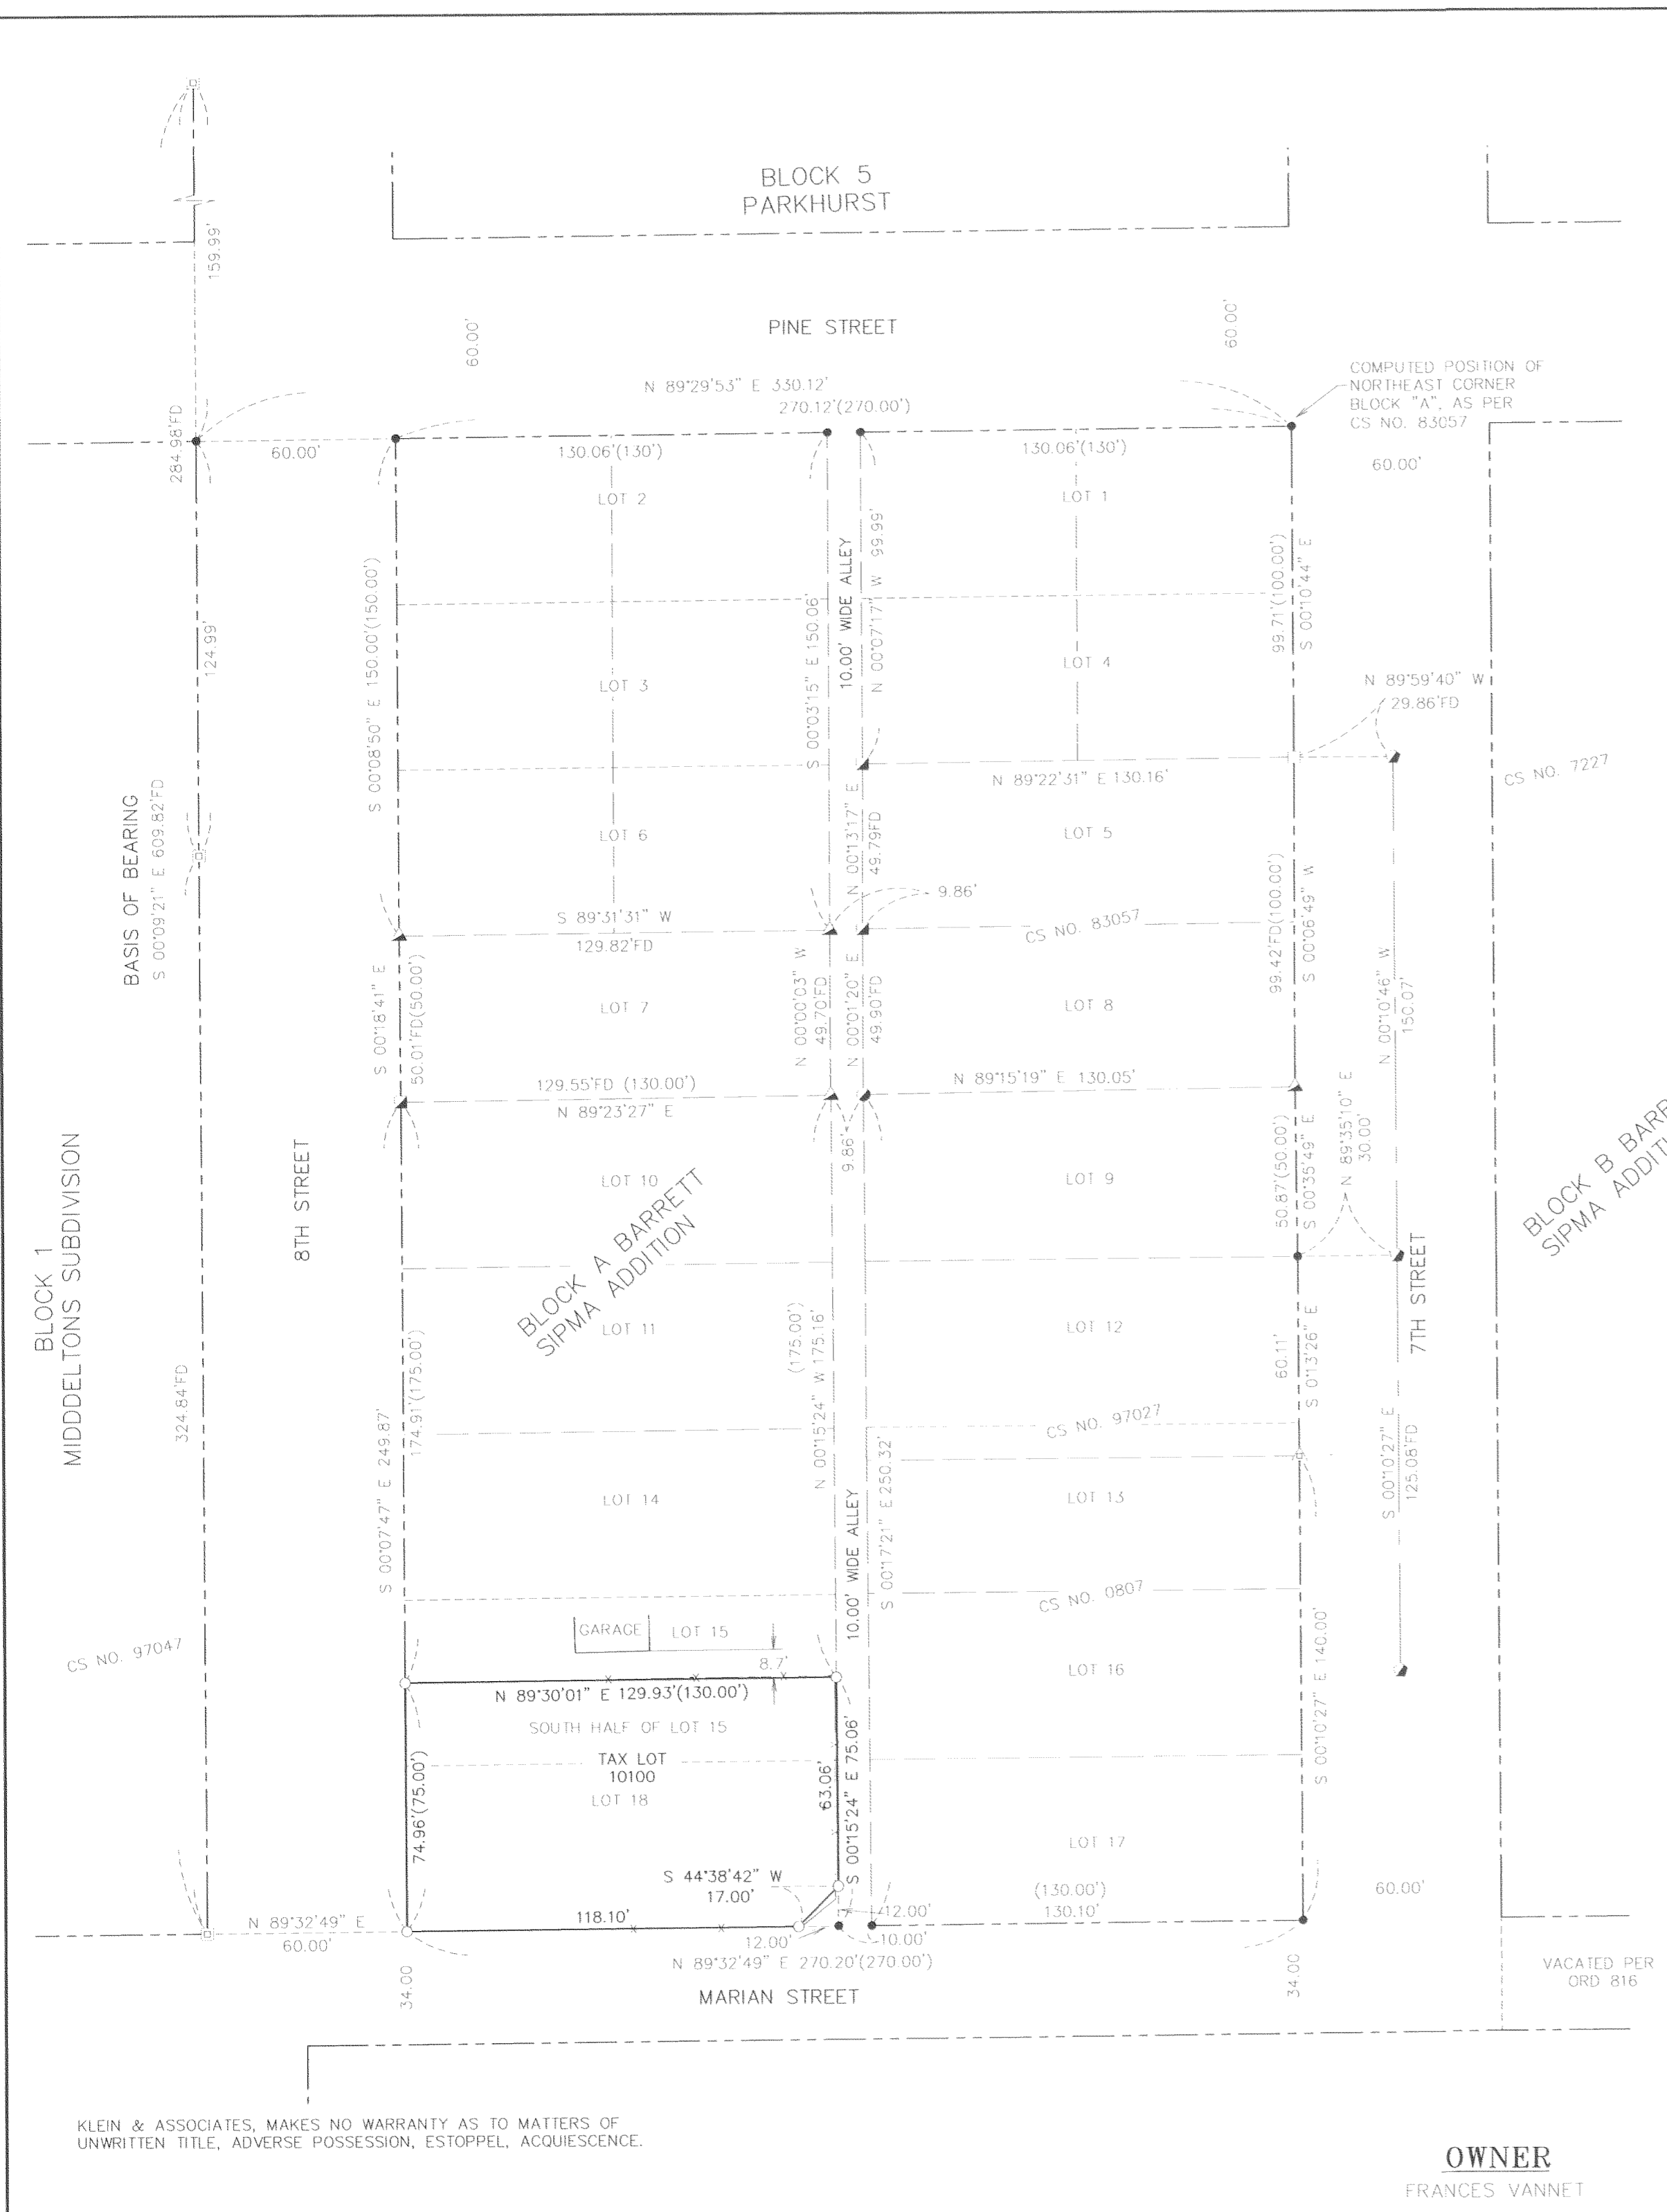 BLOCK 5
PARKHURST
159.99'
60.00'
PINE STREET
60.00'
COMPUTED POSITION OF
NORTHEAST CORNER
BLOCK "A", AS PER
CS NO. 83057
N 89°29'53" E 330.12'
270.12'(270.00')
284.98'FD
60.00'
130.06'(130')
130.06'(130')
60.00'
LOT 2
LOT 1
124.99'
S 00°08'50" E 150.00'(150.00')
S 00°03'15" E 150.06'
10.00' WIDE ALLEY
N 00°07'17" W 99.99'
99.71'(100.00')
S 00°10'44" E
LOT 3
LOT 4
N 89°59'40" W
29.86'FD
CS NO. 7227
N 89°22'31" E 130.16'
BASIS OF BEARING
S 00°09'21" E 609.82'FD
LOT 6
N 00°13'17" E
49.79FD
LOT 5
9.86'
S 89°31'31" W
129.82'FD
CS NO. 83057
99.42'FD(100.00')
S 00°06'49" W
S 00°18'41" E
50.01'FD(50.00')
LOT 7
N 00°00'03" W
49.70'FD
N 00°01'20" E
49.90'FD
LOT 8
N 00°10'46" W
150.07'
129.55'FD (130.00')
N 89°23'27" E
N 89°15'19" E 130.05'
9.86'
50.87'(50.00')
S 00°35'49" E
N 89°35'10" E
30.00'
BLOCK 1
MIDDDELTONS SUBDIVISION
8TH STREET
LOT 10
LOT 9
BLOCK A BARRETT
SIPMA ADDITION
BLOCK B BARR
SIPMA ADDITI
7TH STREET
LOT 11
LOT 12
324.84'FD
174.91'(175.00')
S 00°07'47" E 249.87'
(175.00')
N 00°15'24" W 175.16'
60.11'
S 0°13'26" E
CS NO. 97027
S 00°17'21" E 250.32'
S 00°10'27" E
125.08'FD
LOT 14
LOT 13
10.00' WIDE ALLEY
CS NO. 0807
CS NO. 97047
GARAGE
LOT 15
8.7'
LOT 16
N 89°30'01" E 129.93'(130.00')
SOUTH HALF OF LOT 15
TAX LOT
10100
LOT 18
74.96'(75.00')
63.06'
S 00°15'24" E 75.06'
S 00°10'27" E 140.00'
LOT 17
S 44°38'42" W
17.00'
(130.00')
130.10'
60.00'
N 89°32'49" E
60.00'
118.10'
12.00'
12.00'
10.00'
N 89°32'49" E 270.20'(270.00')
34.00
MARIAN STREET
34.00
VACATED PER
ORD 816
KLEIN & ASSOCIATES, MAKES NO WARRANTY AS TO MATTERS OF
UNWRITTEN TITLE, ADVERSE POSSESSION, ESTOPPEL, ACQUIESCENCE.
OWNER
FRANCES VANNET